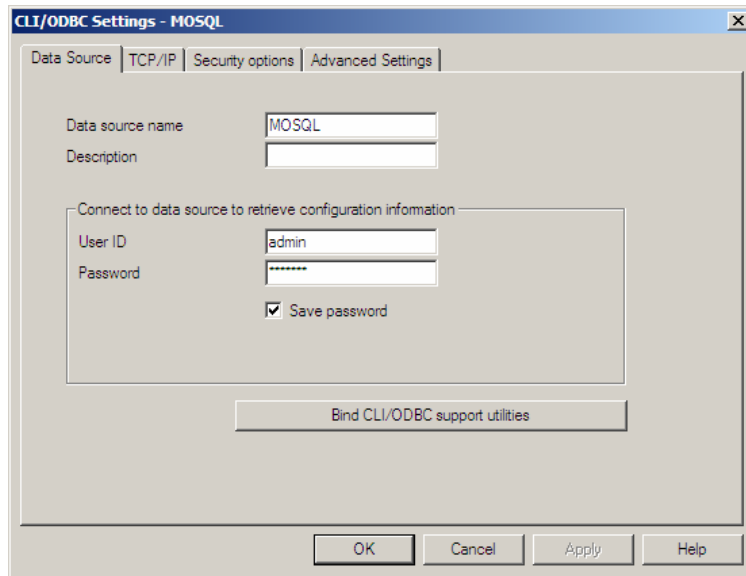 CLI/ODBC Settings - MOSQL
Data Source TCP/IP Security options Advanced Settings
Data source name MOSQL
Description
Connect to data source to retrieve configuration information
User ID admin
Password *******
Save password
Bind CLI/ODBC support utilities
OK Cancel Apply Help